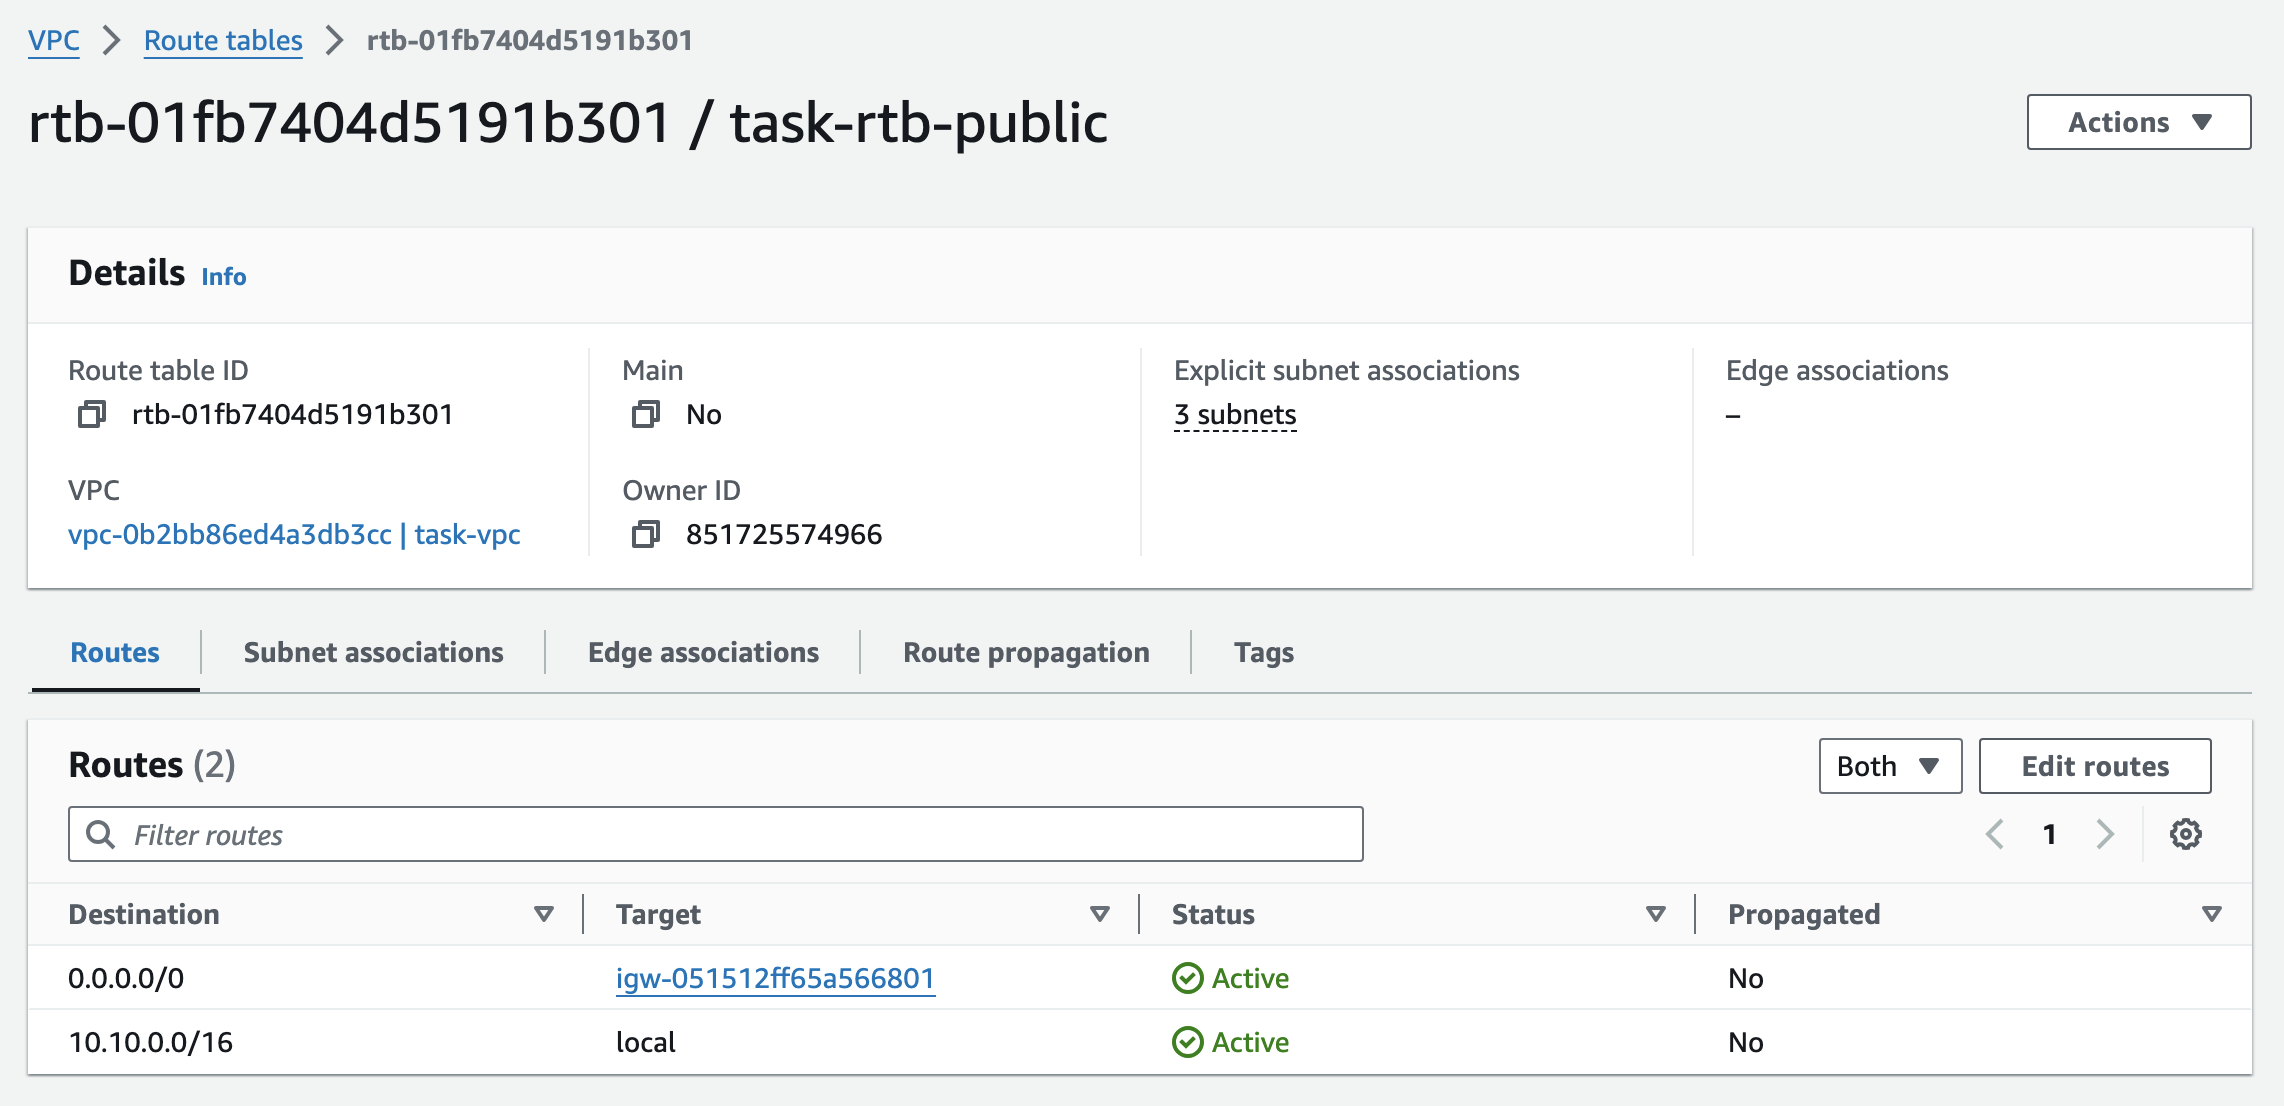 VPC > Route tables > rtb-01fb7404d5191b301
rtb-01fb7404d5191b301 / task-rtb-public
Actions
Details Info
Route table ID
rtb-01fb7404d5191b301
Main
No
Explicit subnet associations
3 subnets
Edge associations
–
VPC
vpc-0b2bb86ed4a3db3cc | task-vpc
Owner ID
851725574966
Routes Subnet associations Edge associations Route propagation Tags
Routes (2)
Both
Edit routes
Filter routes
1
Destination Target Status Propagated
0.0.0.0/0 igw-051512ff65a566801 Active No
10.10.0.0/16 local Active No